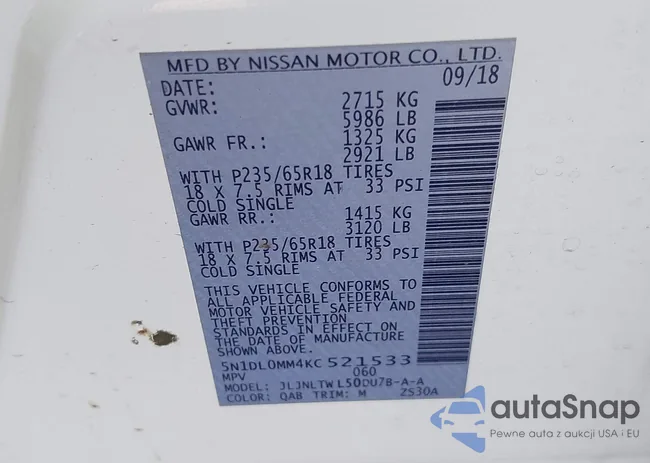 MFD BY NISSAN MOTOR CO., LTD.
DATE: 09/18
GVWR: 2715 KG
5986 LB
GAWR FR.: 1325 KG
2921 LB
WITH P235/65R18 TIRES
18 X 7.5 RIMS AT 33 PSI
COLD SINGLE
GAWR RR.: 1415 KG
3120 LB
WITH P235/65R18 TIRES
18 X 7.5 RIMS AT 33 PSI
COLD SINGLE
THIS VEHICLE CONFORMS TO
ALL APPLICABLE FEDERAL
MOTOR VEHICLE SAFETY AND
THEFT PREVENTION
STANDARDS IN EFFECT ON
THE DATE OF MANUFACTURE
SHOWN ABOVE.
5N1DL0MM4KC 521533
MPV 060
MODEL: JLJNLTW L50DU7B-A-A
COLOR: QAB TRIM: M ZS30A
autaSnap
Pewne auta z aukcji USA i EU